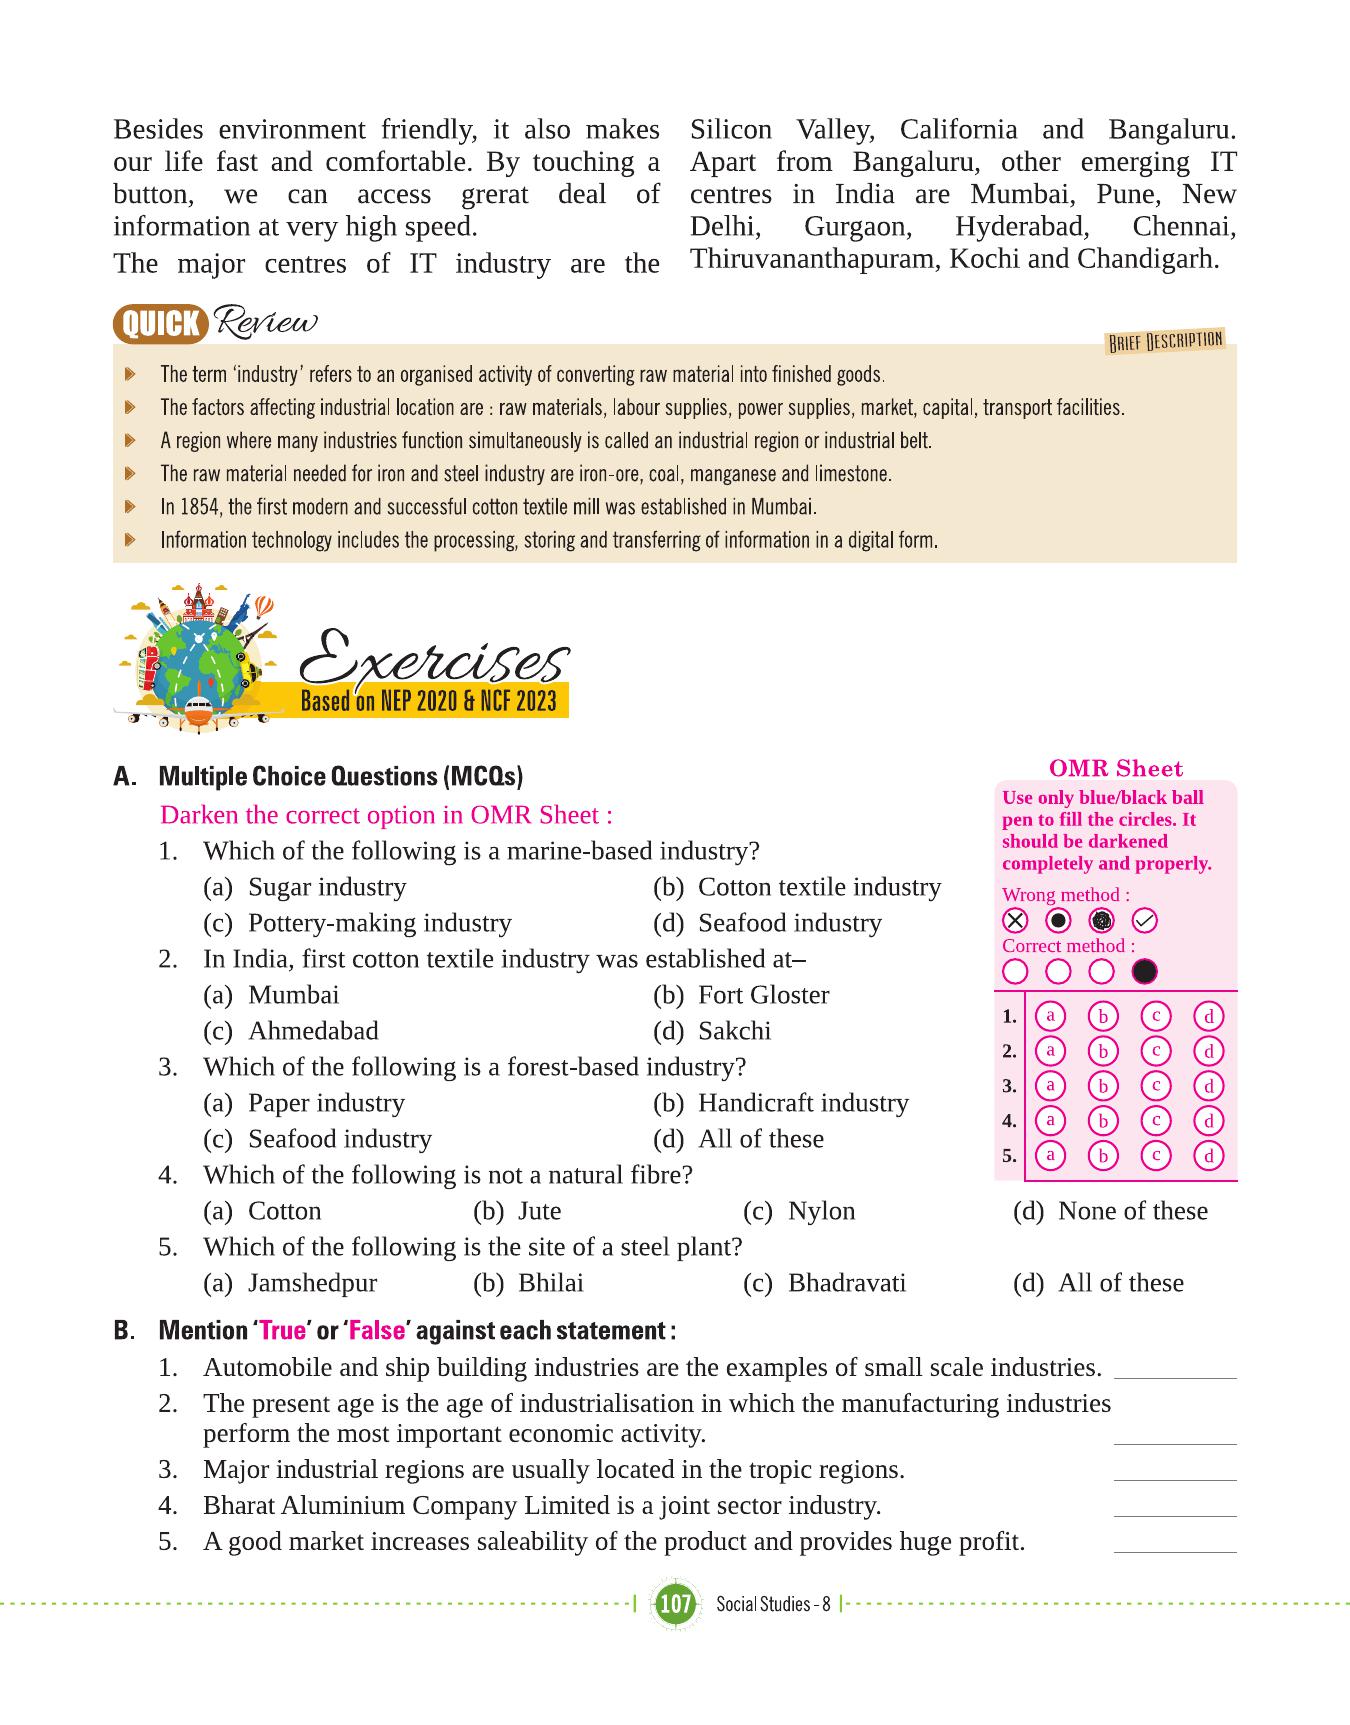 Besides environment friendly, it also makes
our life fast and comfortable. By touching a
button, we can access grerat deal of
information at very high speed.
The major centres of IT industry are the
Silicon Valley, California and Bangaluru.
Apart from Bangaluru, other emerging IT
centres in India are Mumbai, Pune, New
Delhi, Gurgaon, Hyderabad, Chennai,
Thiruvananthapuram, Kochi and Chandigarh.
QUICK Review
BRIEF DESCRIPTION
The term ‘industry’ refers to an organised activity of converting raw material into finished goods.
The factors affecting industrial location are : raw materials, labour supplies, power supplies, market, capital, transport facilities.
A region where many industries function simultaneously is called an industrial region or industrial belt.
The raw material needed for iron and steel industry are iron-ore, coal, manganese and limestone.
In 1854, the first modern and successful cotton textile mill was established in Mumbai.
Information technology includes the processing, storing and transferring of information in a digital form.
Exercises
Based on NEP 2020 & NCF 2023
A. Multiple Choice Questions (MCQs)
Darken the correct option in OMR Sheet :
1. Which of the following is a marine-based industry?
(a) Sugar industry (b) Cotton textile industry
(c) Pottery-making industry (d) Seafood industry
2. In India, first cotton textile industry was established at–
(a) Mumbai (b) Fort Gloster
(c) Ahmedabad (d) Sakchi
3. Which of the following is a forest-based industry?
(a) Paper industry (b) Handicraft industry
(c) Seafood industry (d) All of these
4. Which of the following is not a natural fibre?
(a) Cotton (b) Jute (c) Nylon (d) None of these
5. Which of the following is the site of a steel plant?
(a) Jamshedpur (b) Bhilai (c) Bhadravati (d) All of these
OMR Sheet
Use only blue/black ball
pen to fill the circles. It
should be darkened
completely and properly.
Wrong method :
Correct method :
1. a b c d
2. a b c d
3. a b c d
4. a b c d
5. a b c d
B. Mention ‘True’ or ‘False’ against each statement :
1. Automobile and ship building industries are the examples of small scale industries.
2. The present age is the age of industrialisation in which the manufacturing industries
perform the most important economic activity.
3. Major industrial regions are usually located in the tropic regions.
4. Bharat Aluminium Company Limited is a joint sector industry.
5. A good market increases saleability of the product and provides huge profit.
107 Social Studies - 8